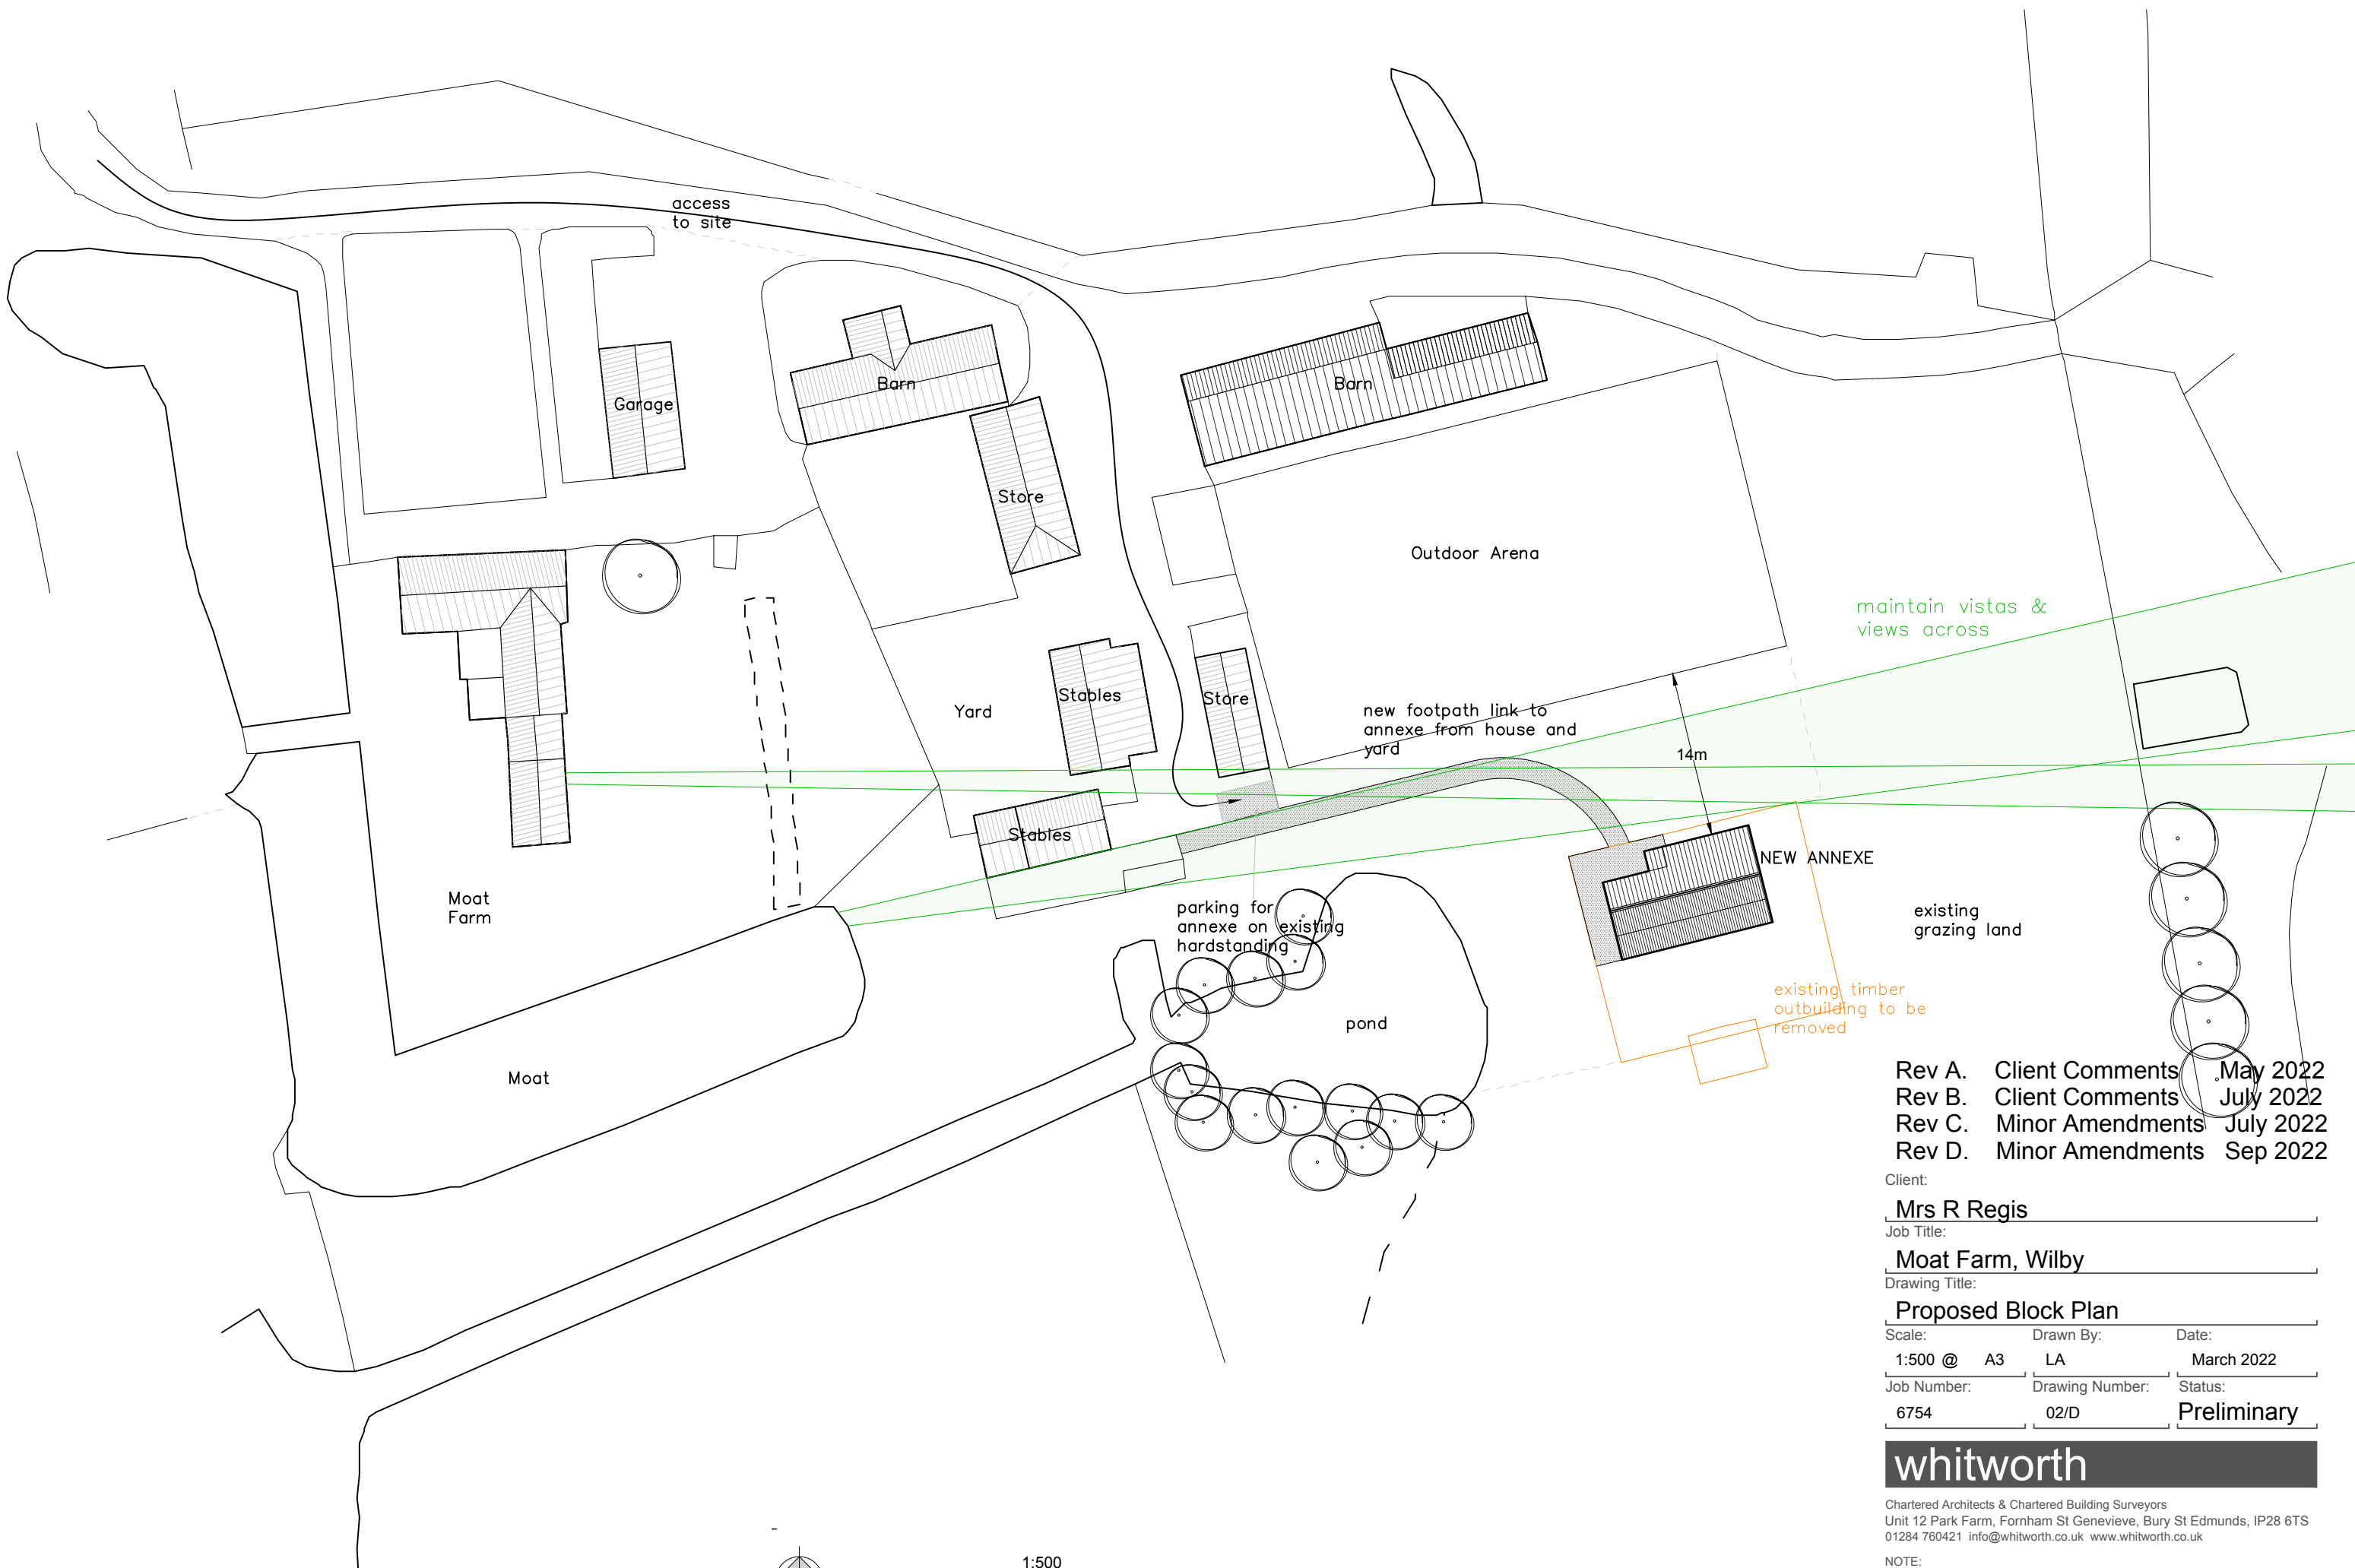 access
to site
Barn
Barn
Garage
Store
Outdoor Arena
maintain vistas &
views across
Stables
Store
Yard
new footpath link to
annexe from house and
yard
14m
Stables
NEW ANNEXE
Moat
Farm
parking for
annexe on existing
hardstanding
existing
grazing land
existing timber
outbuilding to be
removed
pond
Moat
Rev A. Client Comments May 2022
Rev B. Client Comments July 2022
Rev C. Minor Amendments July 2022
Rev D. Minor Amendments Sep 2022
Client:
Mrs R Regis
Job Title:
Moat Farm, Wilby
Drawing Title:
Proposed Block Plan
Scale: Drawn By: Date:
1:500 @ A3 LA March 2022
Job Number: Drawing Number: Status:
6754 02/D Preliminary
whitworth
Chartered Architects & Chartered Building Surveyors
Unit 12 Park Farm, Fornham St Genevieve, Bury St Edmunds, IP28 6TS
01284 760421 info@whitworth.co.uk www.whitworth.co.uk
NOTE:
1:500